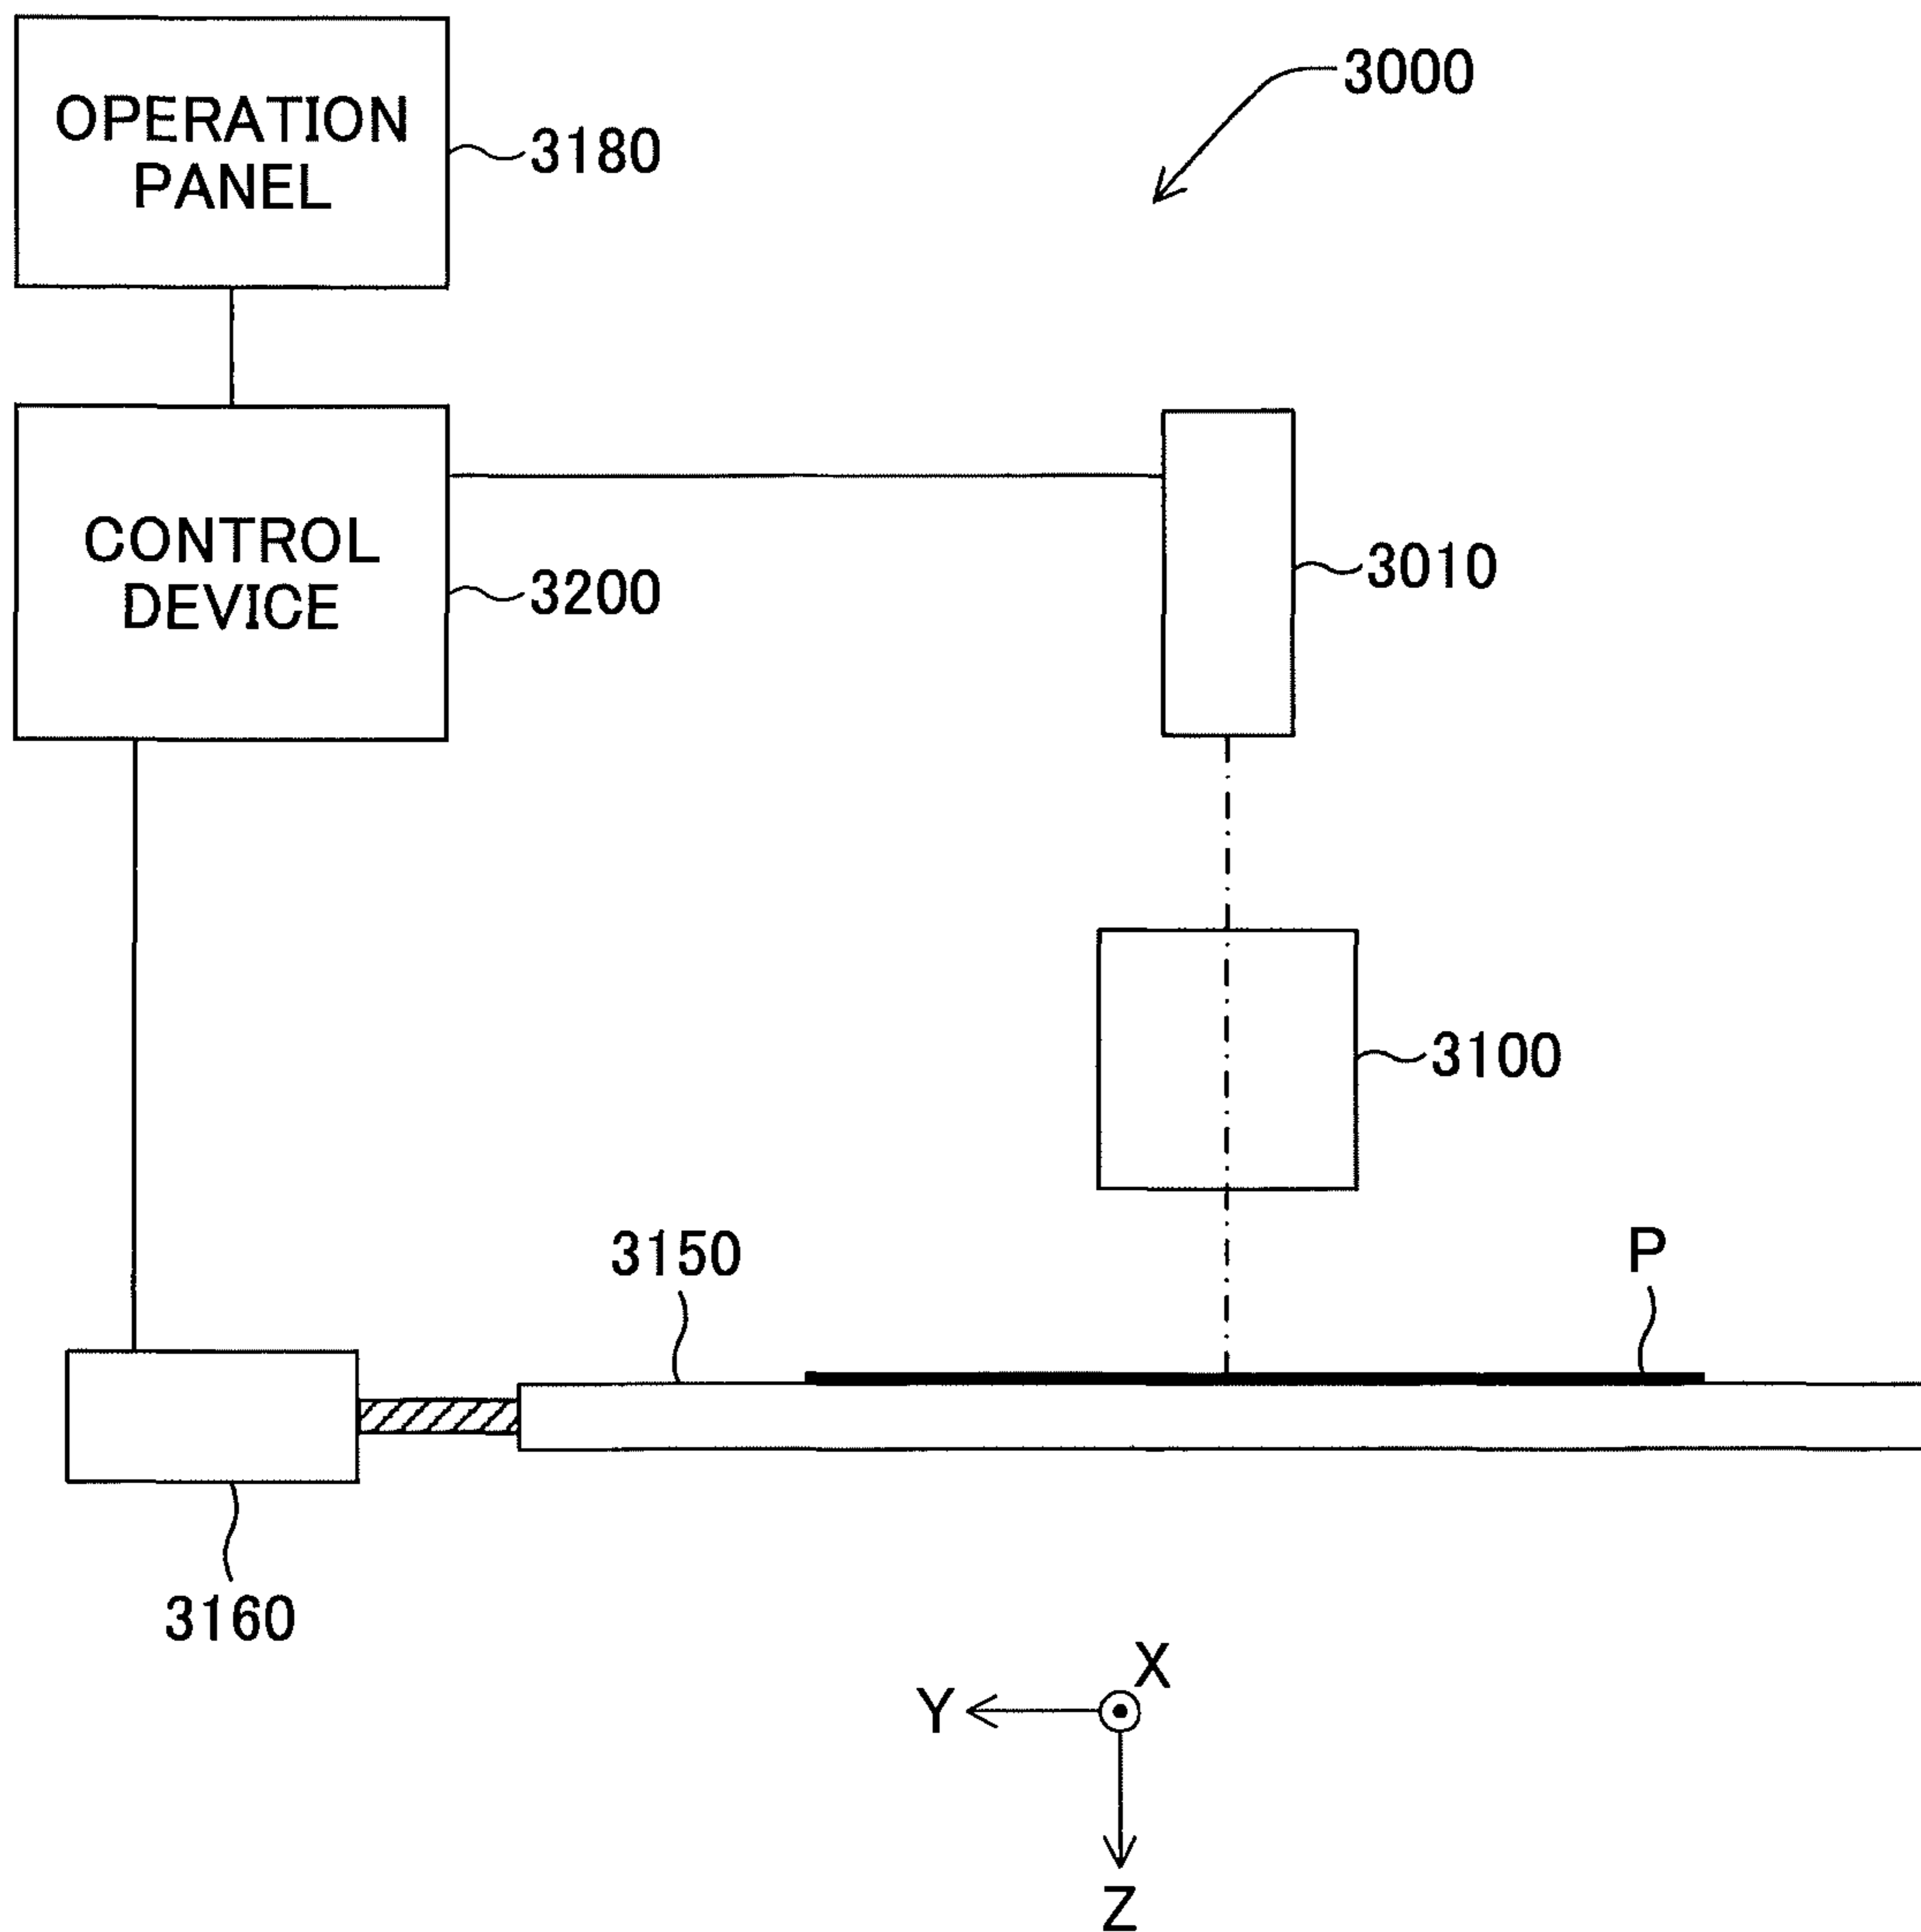 3000
OPERATION
PANEL
3180
CONTROL
DEVICE
3200
3010
3100
3150
P
3160
X
Y
Z